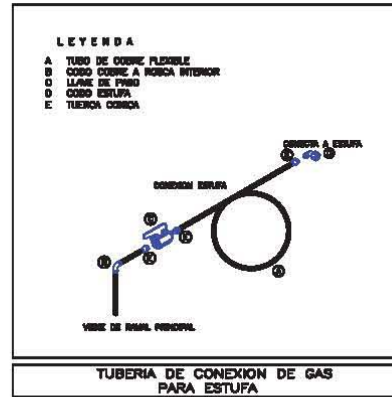 LEYENDA
A TUBO DE COBRE FLEXIBLE
B CODO COBRE A ROSCA INTERIOR
C LLAVE DE PASO
D CODO ESTUFA
E TUERCA CONICA
CONECTA A ESTUFA
CONEXION ESTUFA
VIENE DE RAMAL PRINCIPAL
TUBERIA DE CONEXION DE GAS
PARA ESTUFA